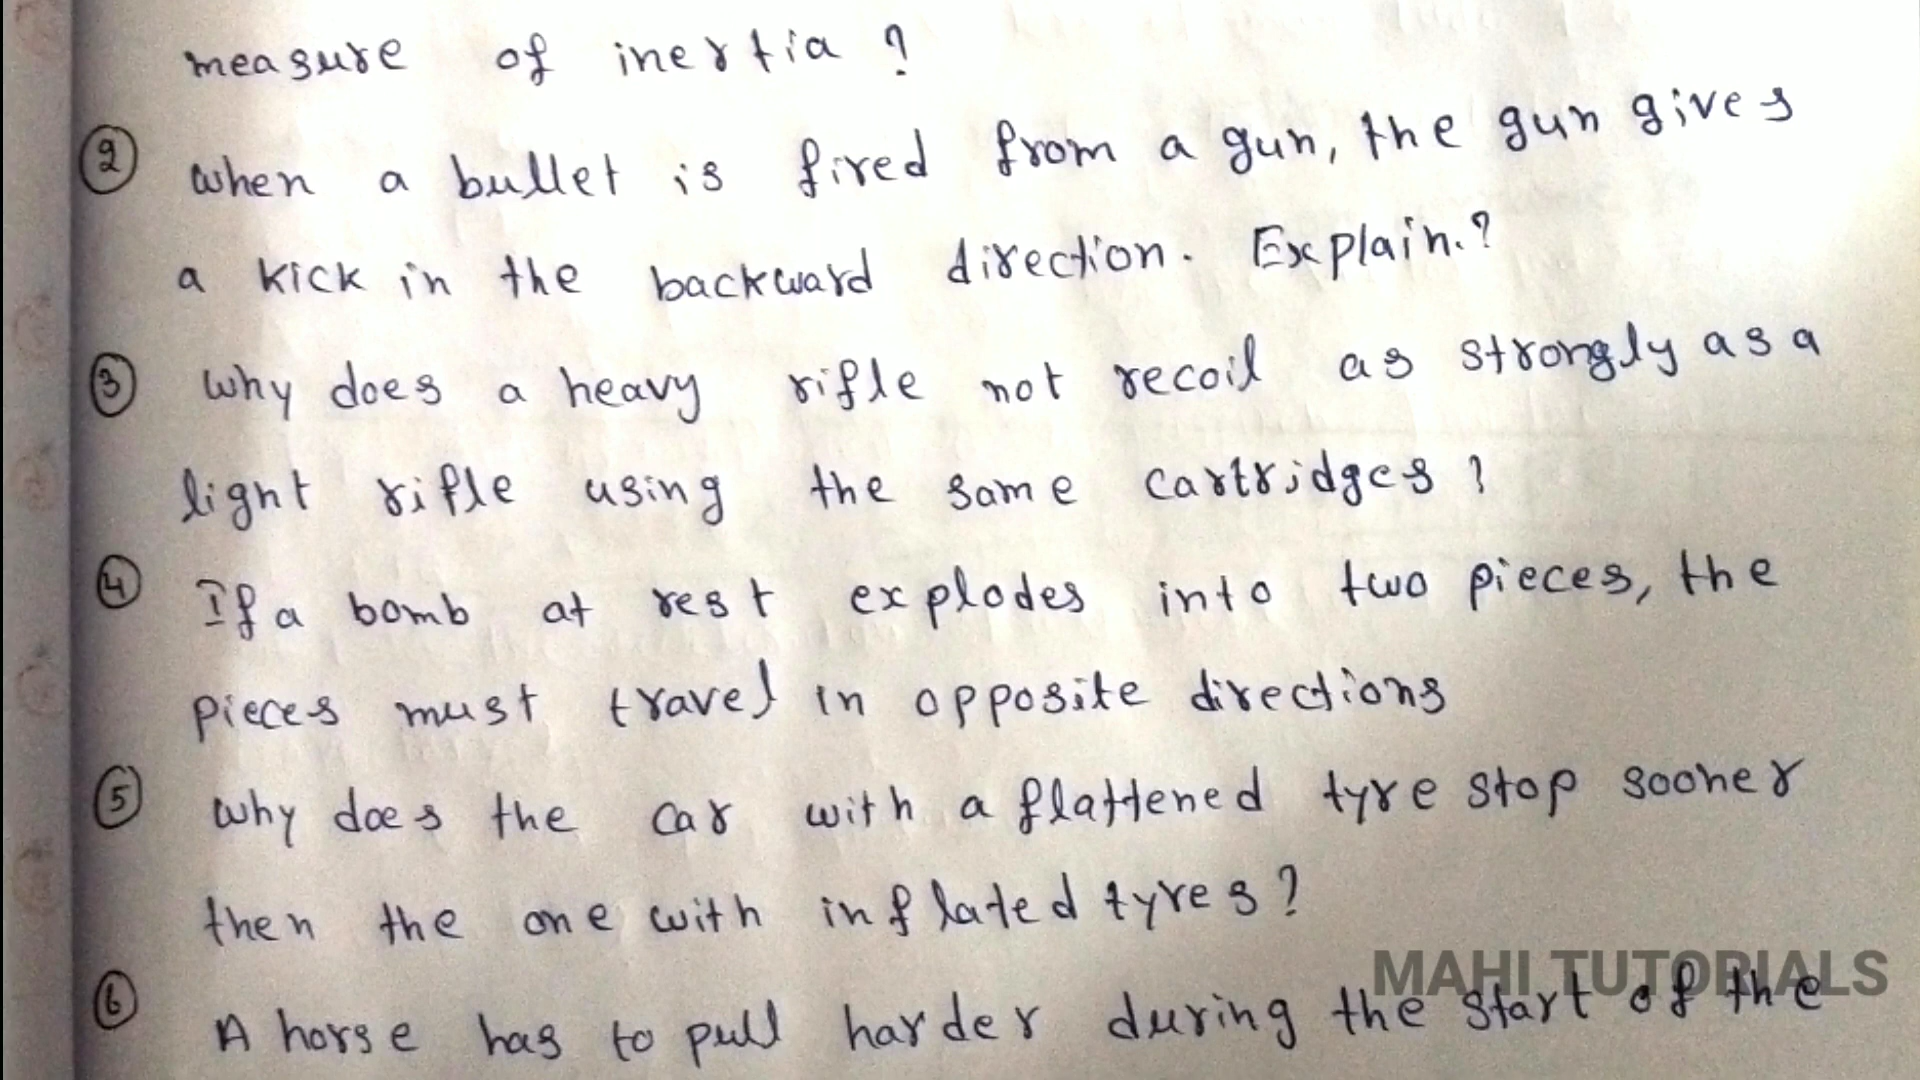 measure of inertia ?
② when a bullet is fired from a gun, the gun gives
a kick in the backward direction. Explain.?
③ why does a heavy rifle not recoil as strongly as a
light rifle using the same cartridges ?
④ If a bomb at rest explodes into two pieces, the
pieces must travel in opposite directions
⑤ why does the car with a flattened tyre stop sooner
then the one with inflated tyres?
MAHI TUTORIALS
⑥ A horse has to pull harder during the start of the